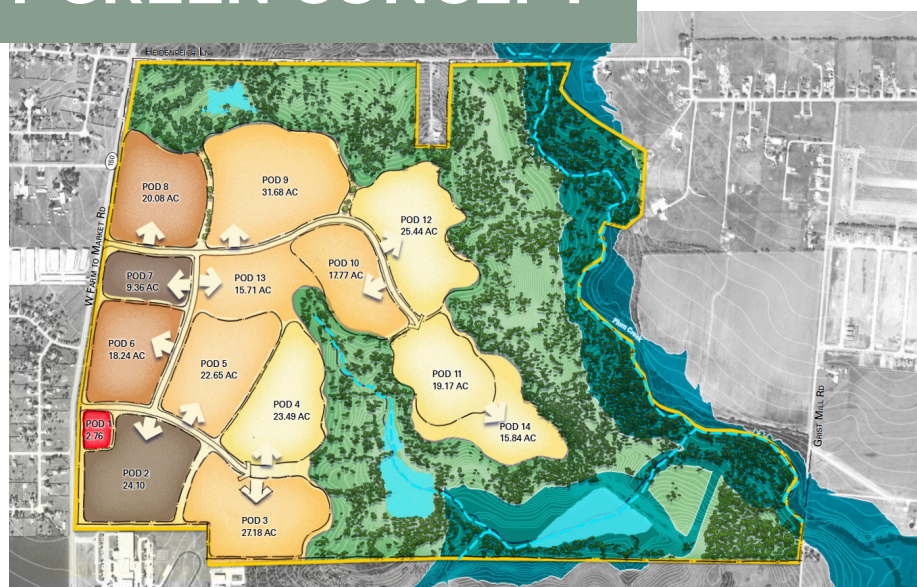 HEIDENREICH LN
150
W FARM TO MARKET RD
POD 8
20.08 AC
POD 9
31.68 AC
POD 12
25.44 AC
POD 7
9.36 AC
POD 13
15.71 AC
POD 10
17.77 AC
POD 6
18.24 AC
POD 5
22.65 AC
POD 4
23.49 AC
POD 11
19.17 AC
POD 14
15.84 AC
POD 1
2.76
POD 2
24.10
POD 3
27.18 AC
Plum Creek
GRIST MILL RD